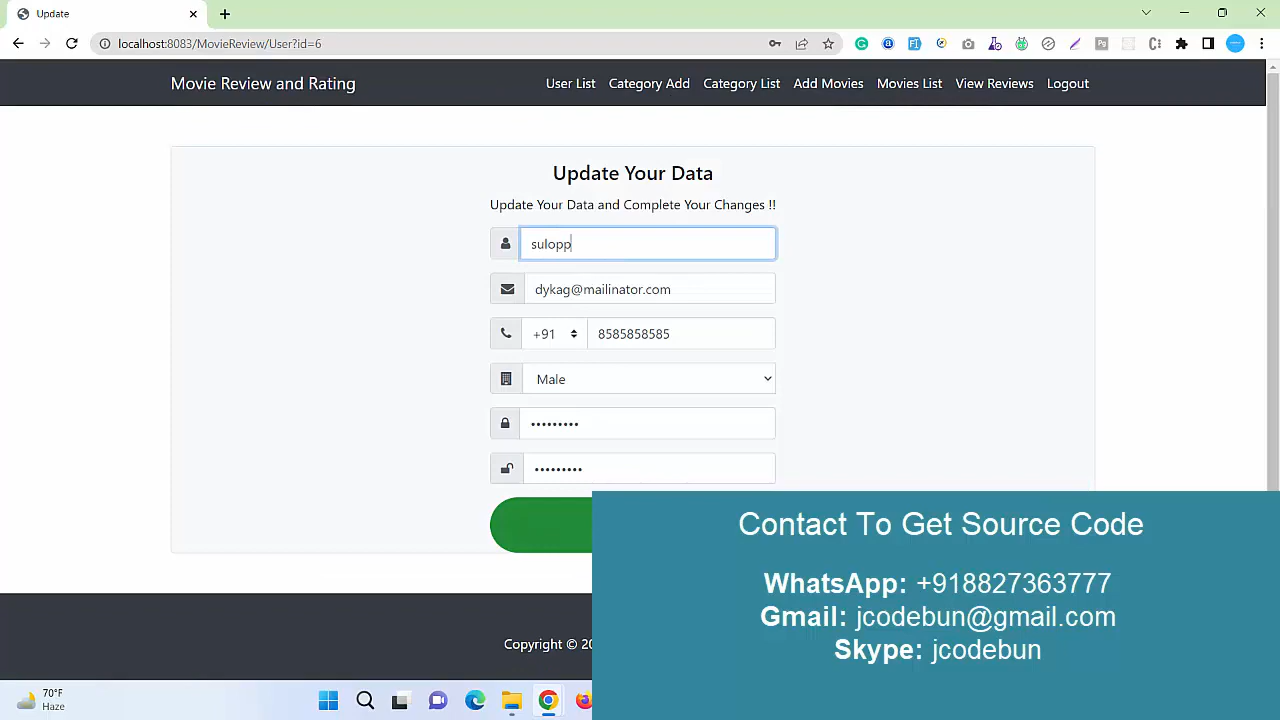 Update
localhost:8083/MovieReview/User?id=6
Movie Review and Rating
User List Category Add Category List Add Movies Movies List View Reviews Logout
Update Your Data
Update Your Data and Complete Your Changes !!
sulopp
dykag@mailinator.com
+91 8585858585
Male
•••••••••
•••••••••
Contact To Get Source Code
WhatsApp: +918827363777
Gmail: jcodebun@gmail.com
Skype: jcodebun
Copyright © 20
70°F
Haze